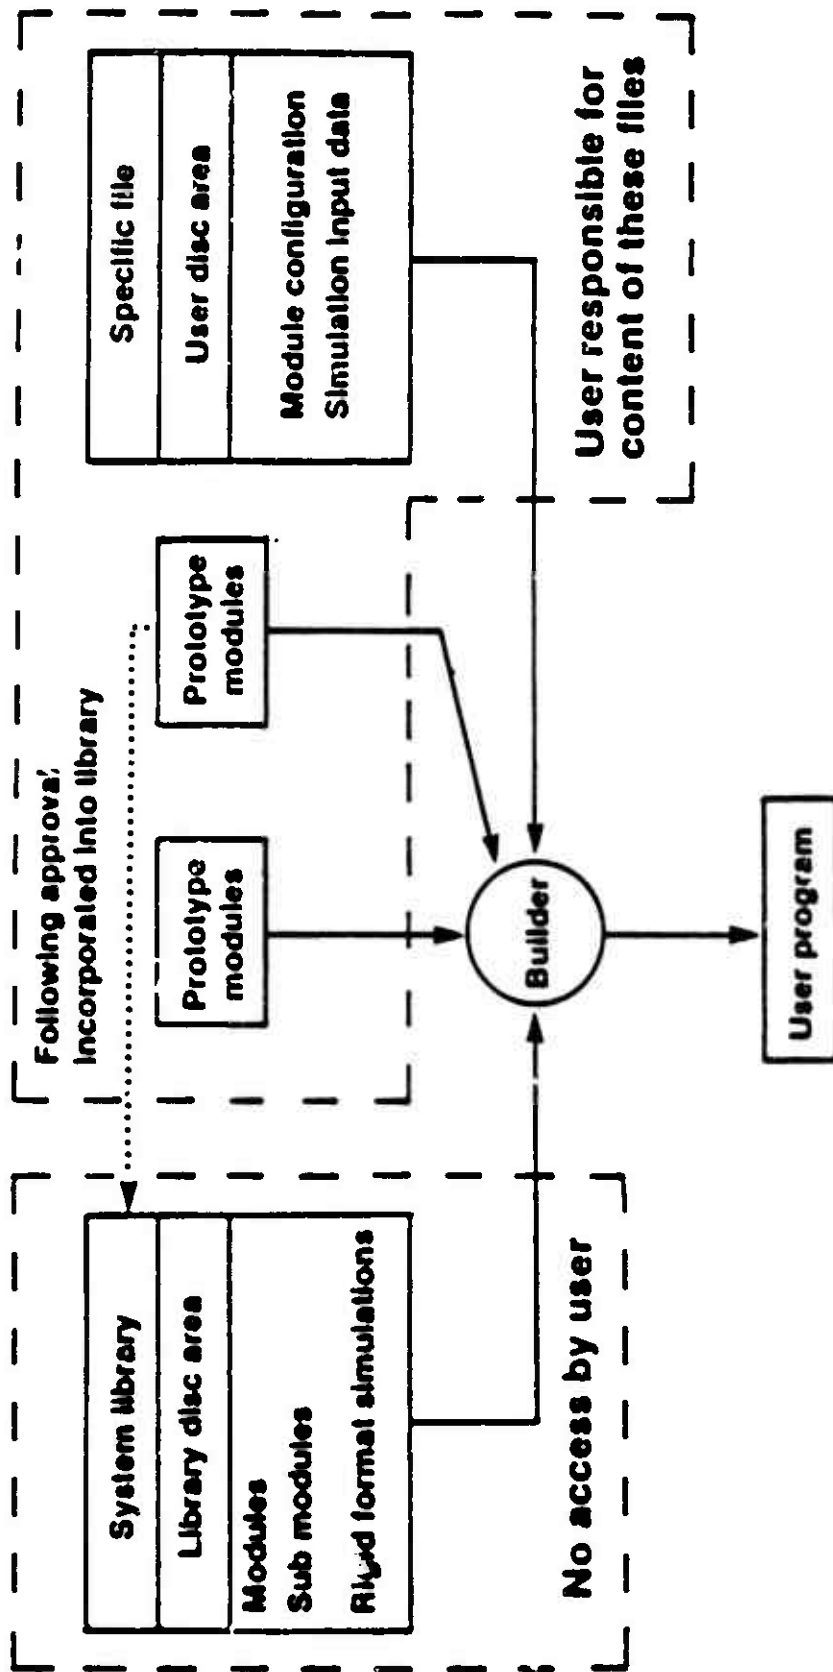 Following approval,
incorporated into library
System library
Library disc area
Modules
Sub modules
Rigid format simulations
No access by user
Prototype
modules
Prototype
modules
Specific file
User disc area
Module configuration
Simulation input data
User responsible for
content of these files
Builder
User program